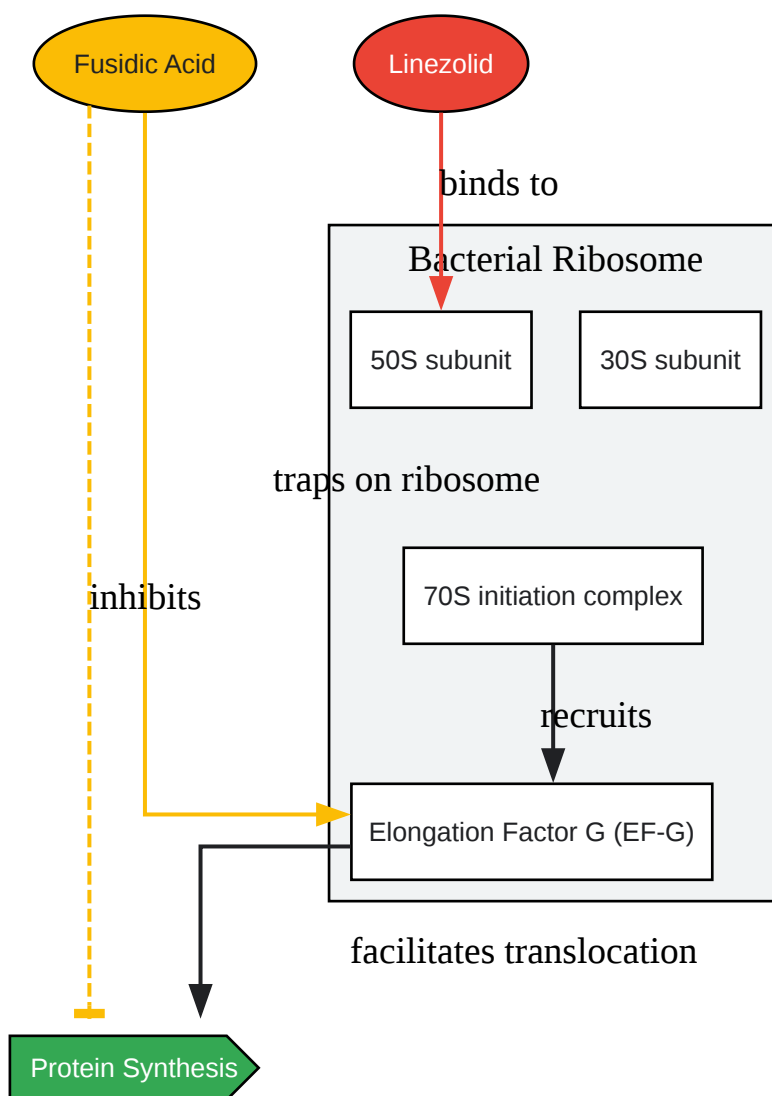 Fusidic Acid
Linezolid
binds to
Bacterial Ribosome
50S subunit
30S subunit
traps on ribosome
70S initiation complex
inhibits
recruits
Elongation Factor G (EF-G)
facilitates translocation
Protein Synthesis